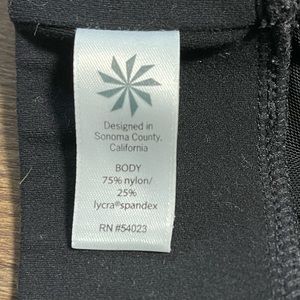 Designed in
Sonoma County,
California
BODY
75% nylon/
25%
lycra®spandex
RN #54023